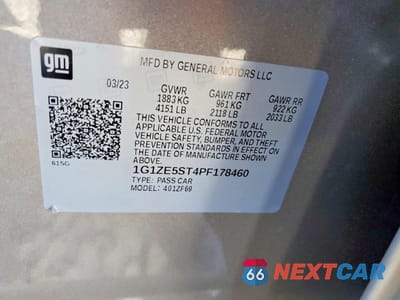 gm
MFD BY GENERAL MOTORS LLC
03/23
GVWR GAWR FRT GAWR RR
1883 KG 961 KG 922 KG
4151 LB 2118 LB 2033 LB
THIS VEHICLE CONFORMS TO ALL
APPLICABLE U.S. FEDERAL MOTOR
VEHICLE SAFETY, BUMPER, AND THEFT
PREVENTION STANDARDS IN EFFECT ON
THE DATE OF MANUFACTURE SHOWN ABOVE.
615G
1G1ZE5ST4PF178460
TYPE: PASS CAR
MODEL: 401ZF69
66 NEXTCAR